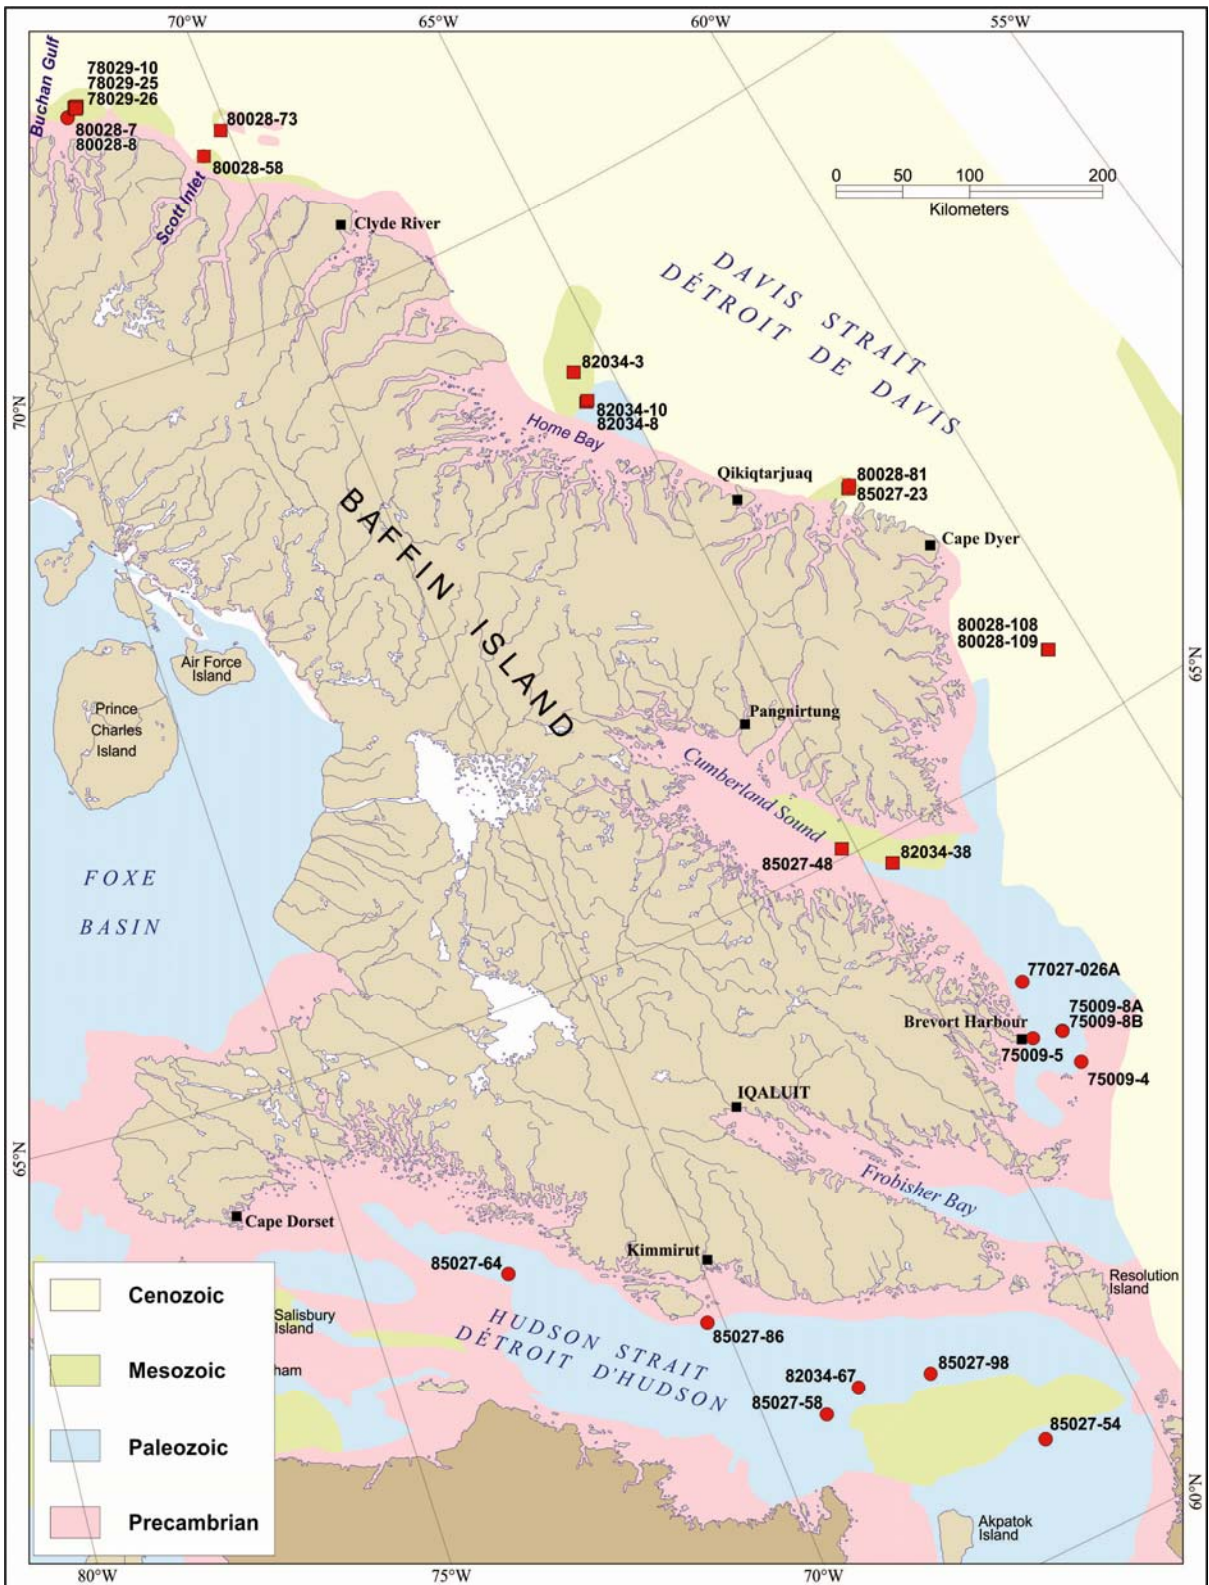 70°W
65°W
60°W
55°W
Buchan Gulf
78029-10
78029-25
78029-26
80028-7
80028-8
80028-73
80028-58
Scott Inlet
Clyde River
0 50 100 200
Kilometers
DAVIS STRAIT
DÉTROIT DE DAVIS
82034-3
82034-10
82034-8
Home Bay
70°N
Qikiqtarjuaq
80028-81
85027-23
Cape Dyer
BAFFIN ISLAND
80028-108
80028-109
65°N
Air Force
Island
Prince
Charles
Island
Pangnirtung
Cumberland Sound
85027-48
82034-38
FOXE
BASIN
77027-026A
75009-8A
75009-8B
Brevort Harbour
75009-5
75009-4
IQALUIT
65°N
Frobisher Bay
Cape Dorset
Kimmirut
85027-64
Resolution
Island
Salisbury
Island
ham
HUDSON STRAIT
DÉTROIT D'HUDSON
85027-86
85027-98
82034-67
85027-58
85027-54
60°N
Akpatok
Island
Cenozoic
Mesozoic
Paleozoic
Precambrian
80°W
75°W
70°W